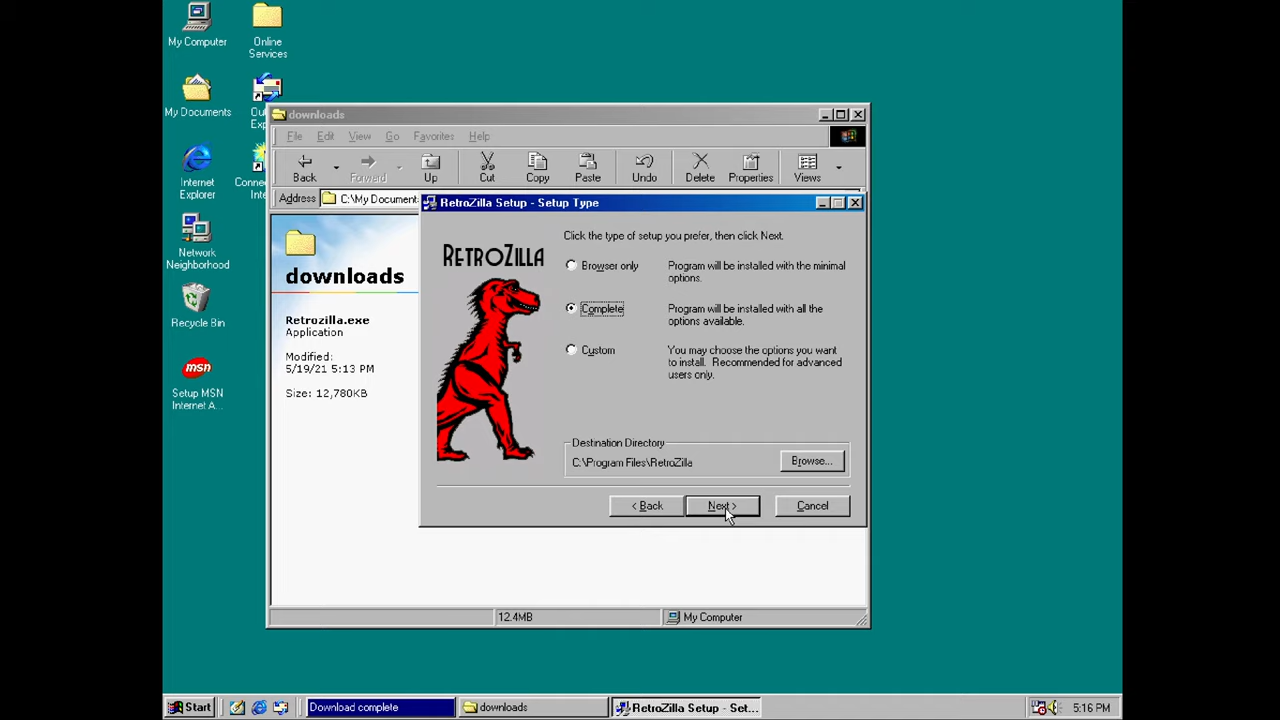 My Computer
Online
Services
My Documents
Ou
Exp
Internet
Explorer
Connec
Inte
Network
Neighborhood
Recycle Bin
Setup MSN
Internet A...
msn
downloads
File Edit View Go Favorites Help
Back Forward Up Cut Copy Paste Undo Delete Properties Views
Address C:\My Document
downloads
Retrozilla.exe
Application
Modified:
5/19/21 5:13 PM
Size: 12,780KB
12.4MB My Computer
RetroZilla Setup - Setup Type
RETROZILLA
Click the type of setup you prefer, then click Next.
Browser only Program will be installed with the minimal
options.
Complete Program will be installed with all the
options available.
Custom You may choose the options you want
to install. Recommended for advanced
users only.
Destination Directory
C:\Program Files\RetroZilla Browse...
< Back Next > Cancel
Start Download complete downloads RetroZilla Setup - Set... 5:16 PM